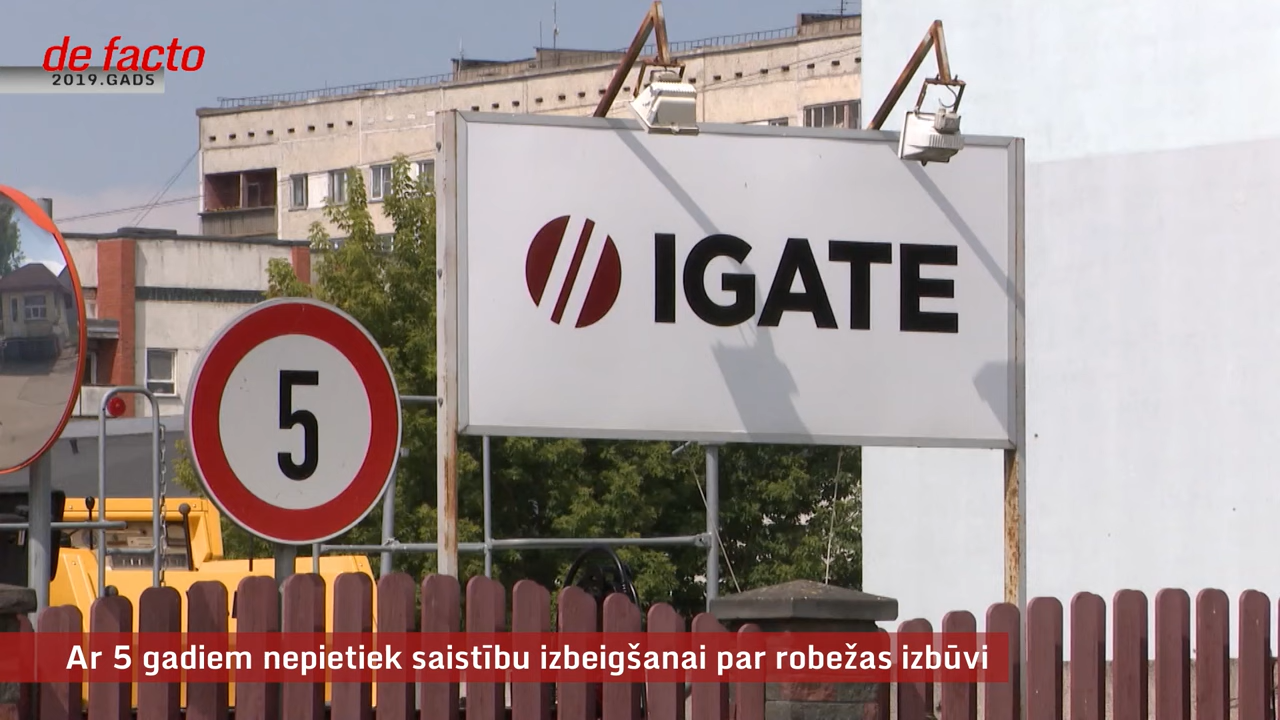 de facto
2019.GADS
IGATE
5
Ar 5 gadiem nepietiek saistību izbeigšanai par robežas izbūvi